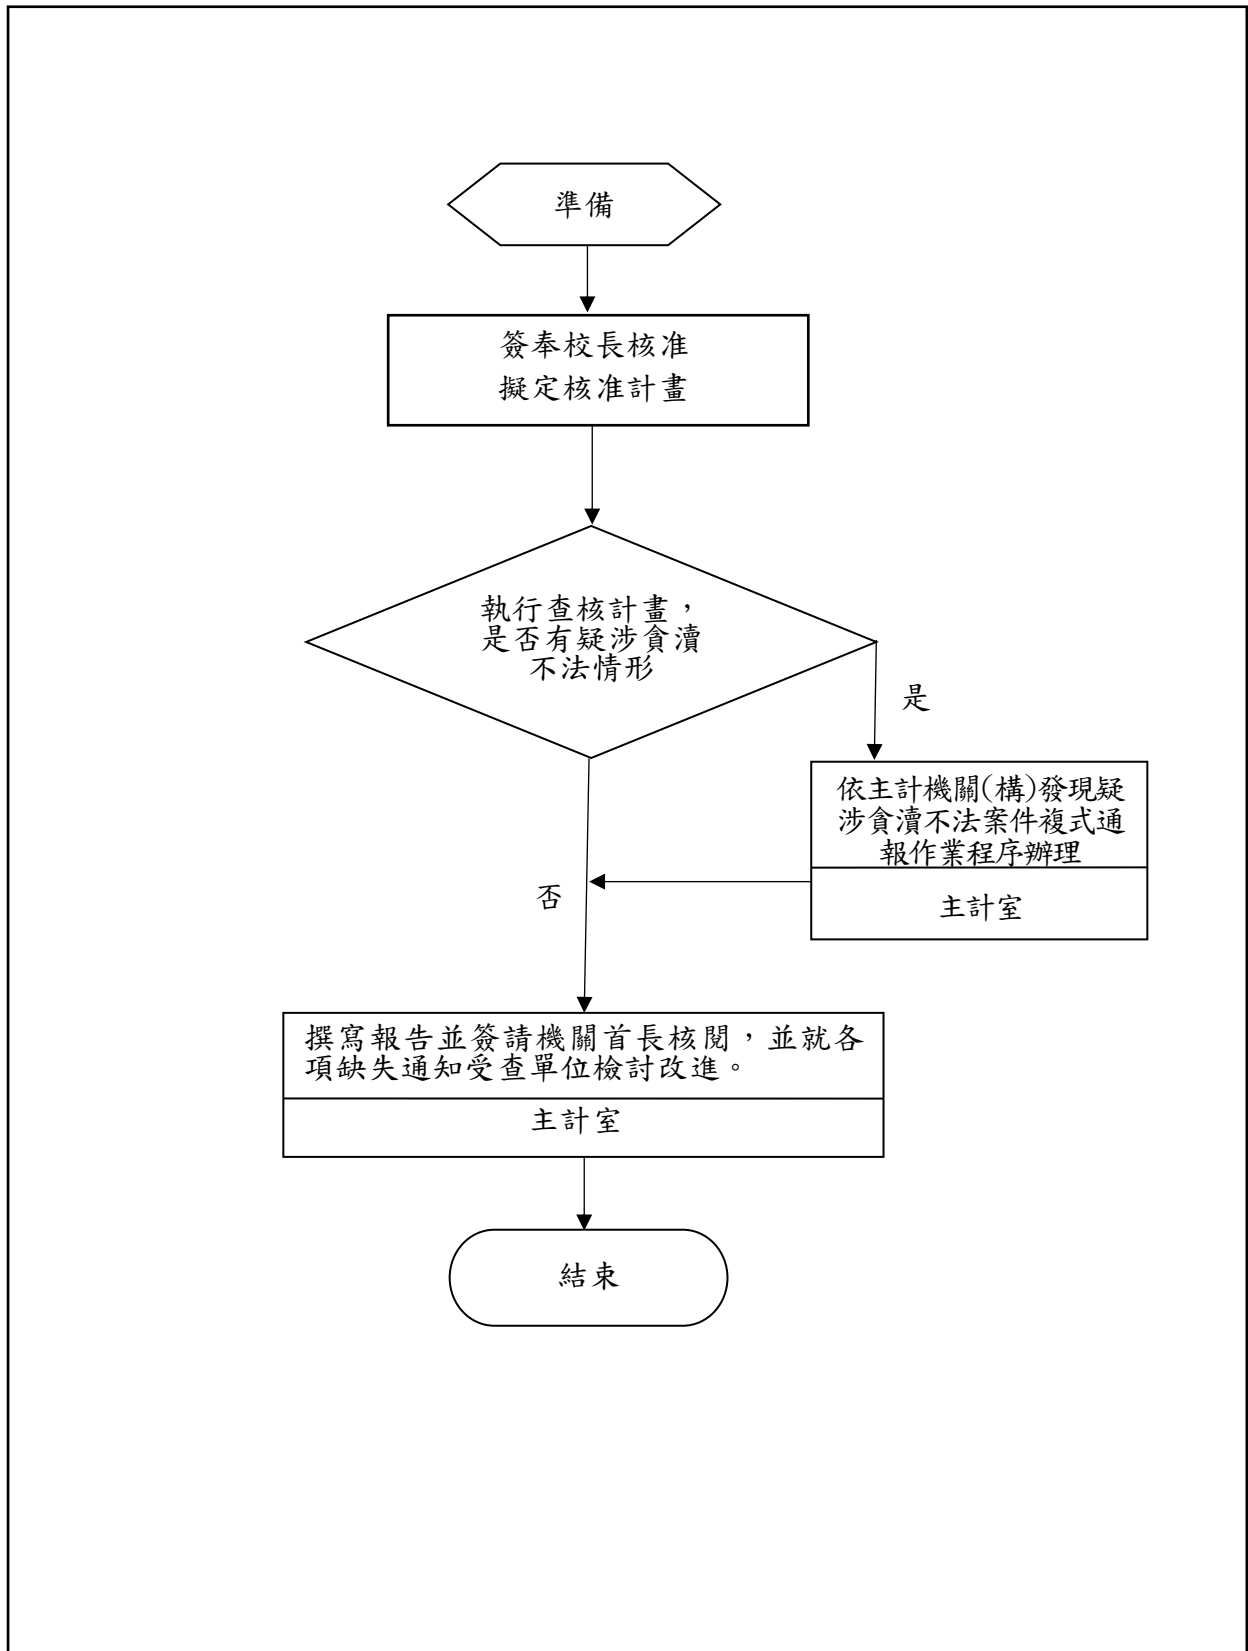 準備
簽奉校長核准
擬定核准計畫
執行查核計畫，
是否有疑涉貪瀆
不法情形
是
依主計機關(構)發現疑
涉貪瀆不法案件複式通
報作業程序辦理
主計室
否
撰寫報告並簽請機關首長核閱，並就各
項缺失通知受查單位檢討改進。
主計室
結束